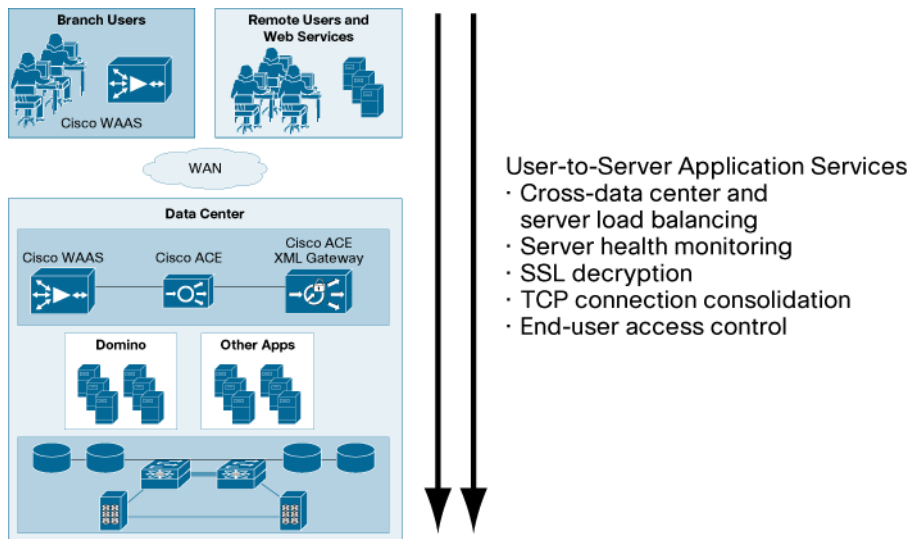 Branch Users
Cisco WAAS
Remote Users and
Web Services
WAN
Data Center
Cisco WAAS
Cisco ACE
Cisco ACE
XML Gateway
Domino
Other Apps
User-to-Server Application Services
· Cross-data center and
server load balancing
· Server health monitoring
· SSL decryption
· TCP connection consolidation
· End-user access control